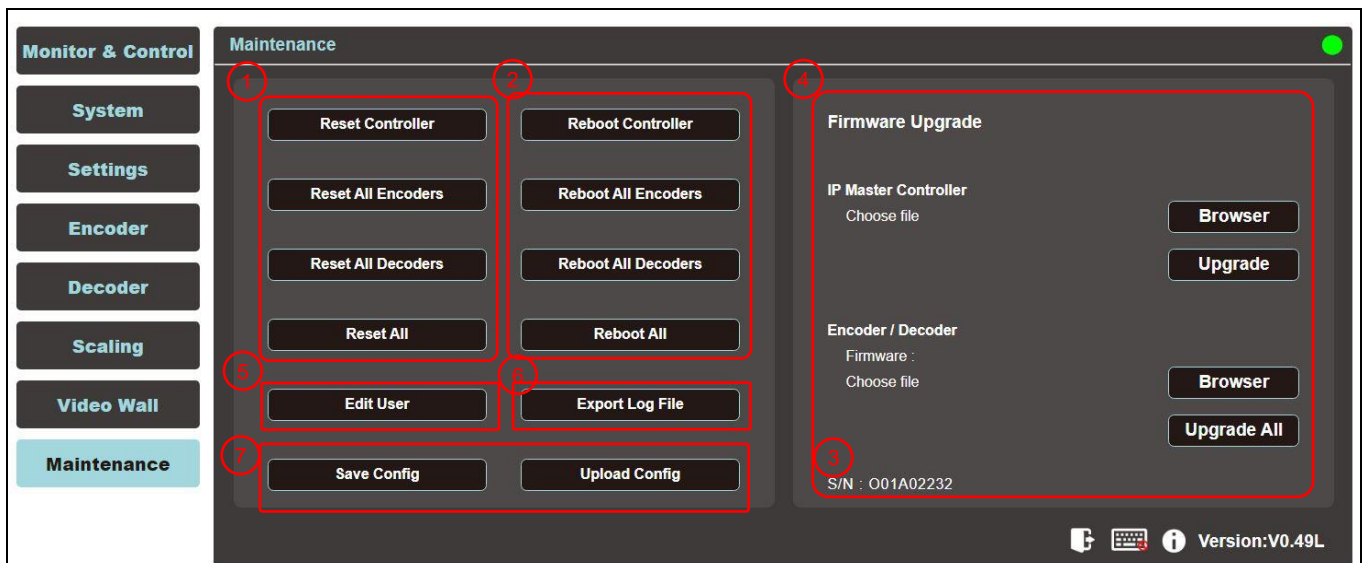 Monitor & Control
System
Settings
Encoder
Decoder
Scaling
Video Wall
Maintenance
Maintenance
1
Reset Controller
Reset All Encoders
Reset All Decoders
Reset All
2
Reboot Controller
Reboot All Encoders
Reboot All Decoders
Reboot All
5
Edit User
6
Export Log File
7
Save Config
Upload Config
4
Firmware Upgrade
IP Master Controller
Choose file
Browser
Upgrade
Encoder / Decoder
Firmware :
Choose file
Browser
Upgrade All
3
S/N : O01A02232
Version:V0.49L